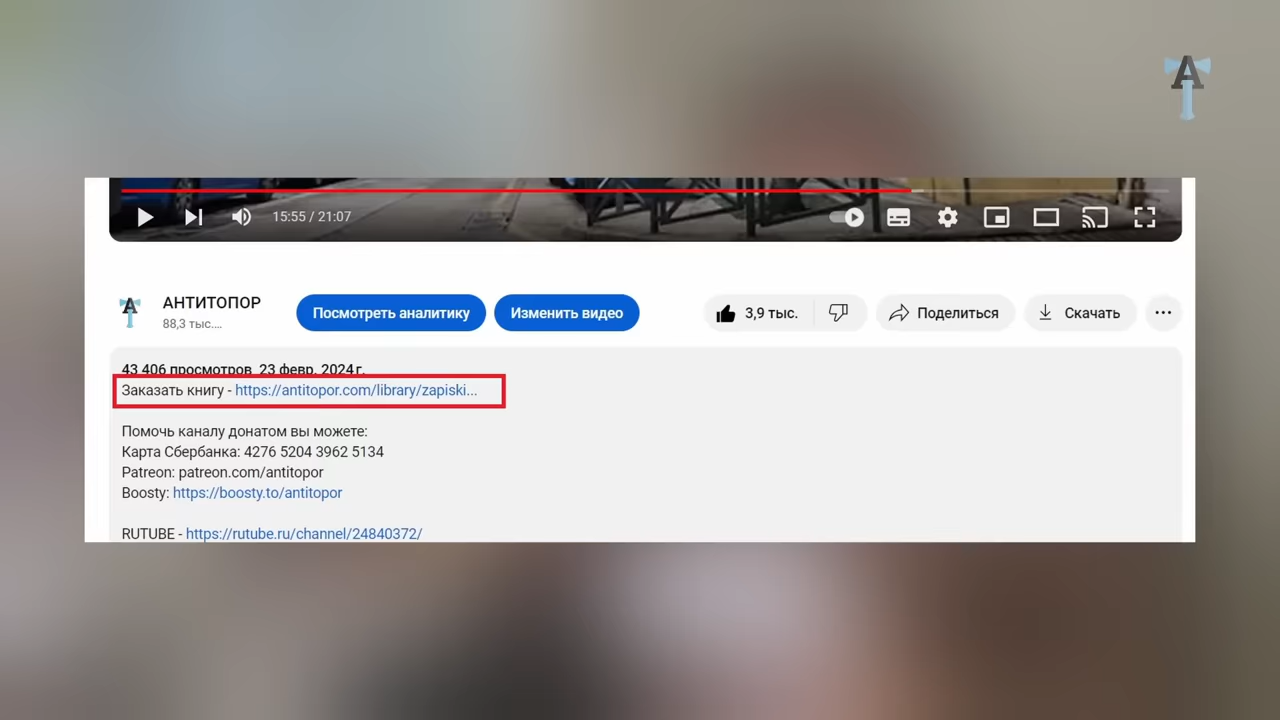 A
15:55 / 21:07
A
АНТИТОПОР
88,3 тыс....
Посмотреть аналитику
Изменить видео
3,9 тыс.
Поделиться
Скачать
43 406 просмотров 23 февр. 2024 г.
Заказать книгу - https://antitopor.com/library/zapiski...
Помочь каналу донатом вы можете:
Карта Сбербанка: 4276 5204 3962 5134
Patreon: patreon.com/antitopor
Boosty: https://boosty.to/antitopor
RUTUBE - https://rutube.ru/channel/24840372/